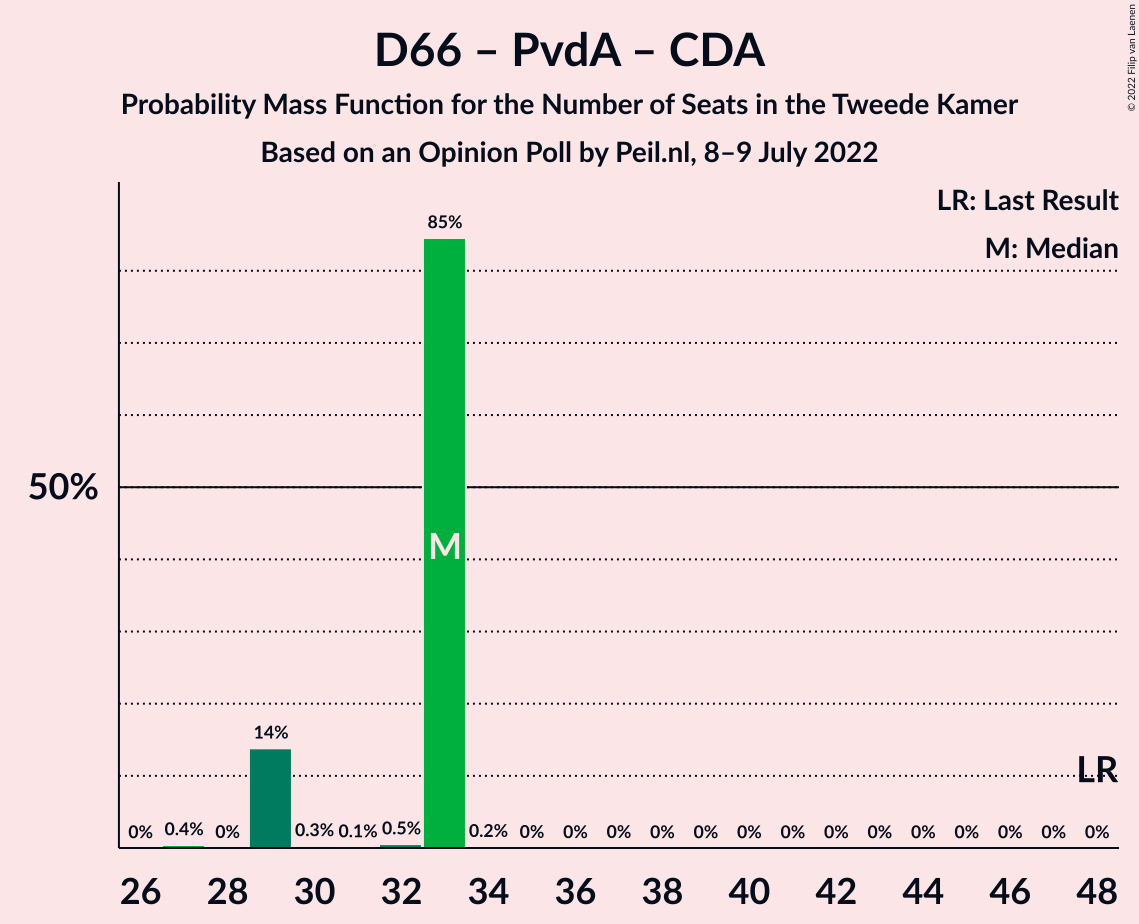 D66 – PvdA – CDA
Probability Mass Function for the Number of Seats in the Tweede Kamer
Based on an Opinion Poll by Peil.nl, 8–9 July 2022
© 2022 Filip van Laenen
LR: Last Result
M: Median
85%
50%
M
14%
LR
0% 0.4% 0% 0.3% 0.1% 0.5% 0.2% 0% 0% 0% 0% 0% 0% 0% 0% 0% 0% 0% 0% 0% 0%
26 28 30 32 34 36 38 40 42 44 46 48